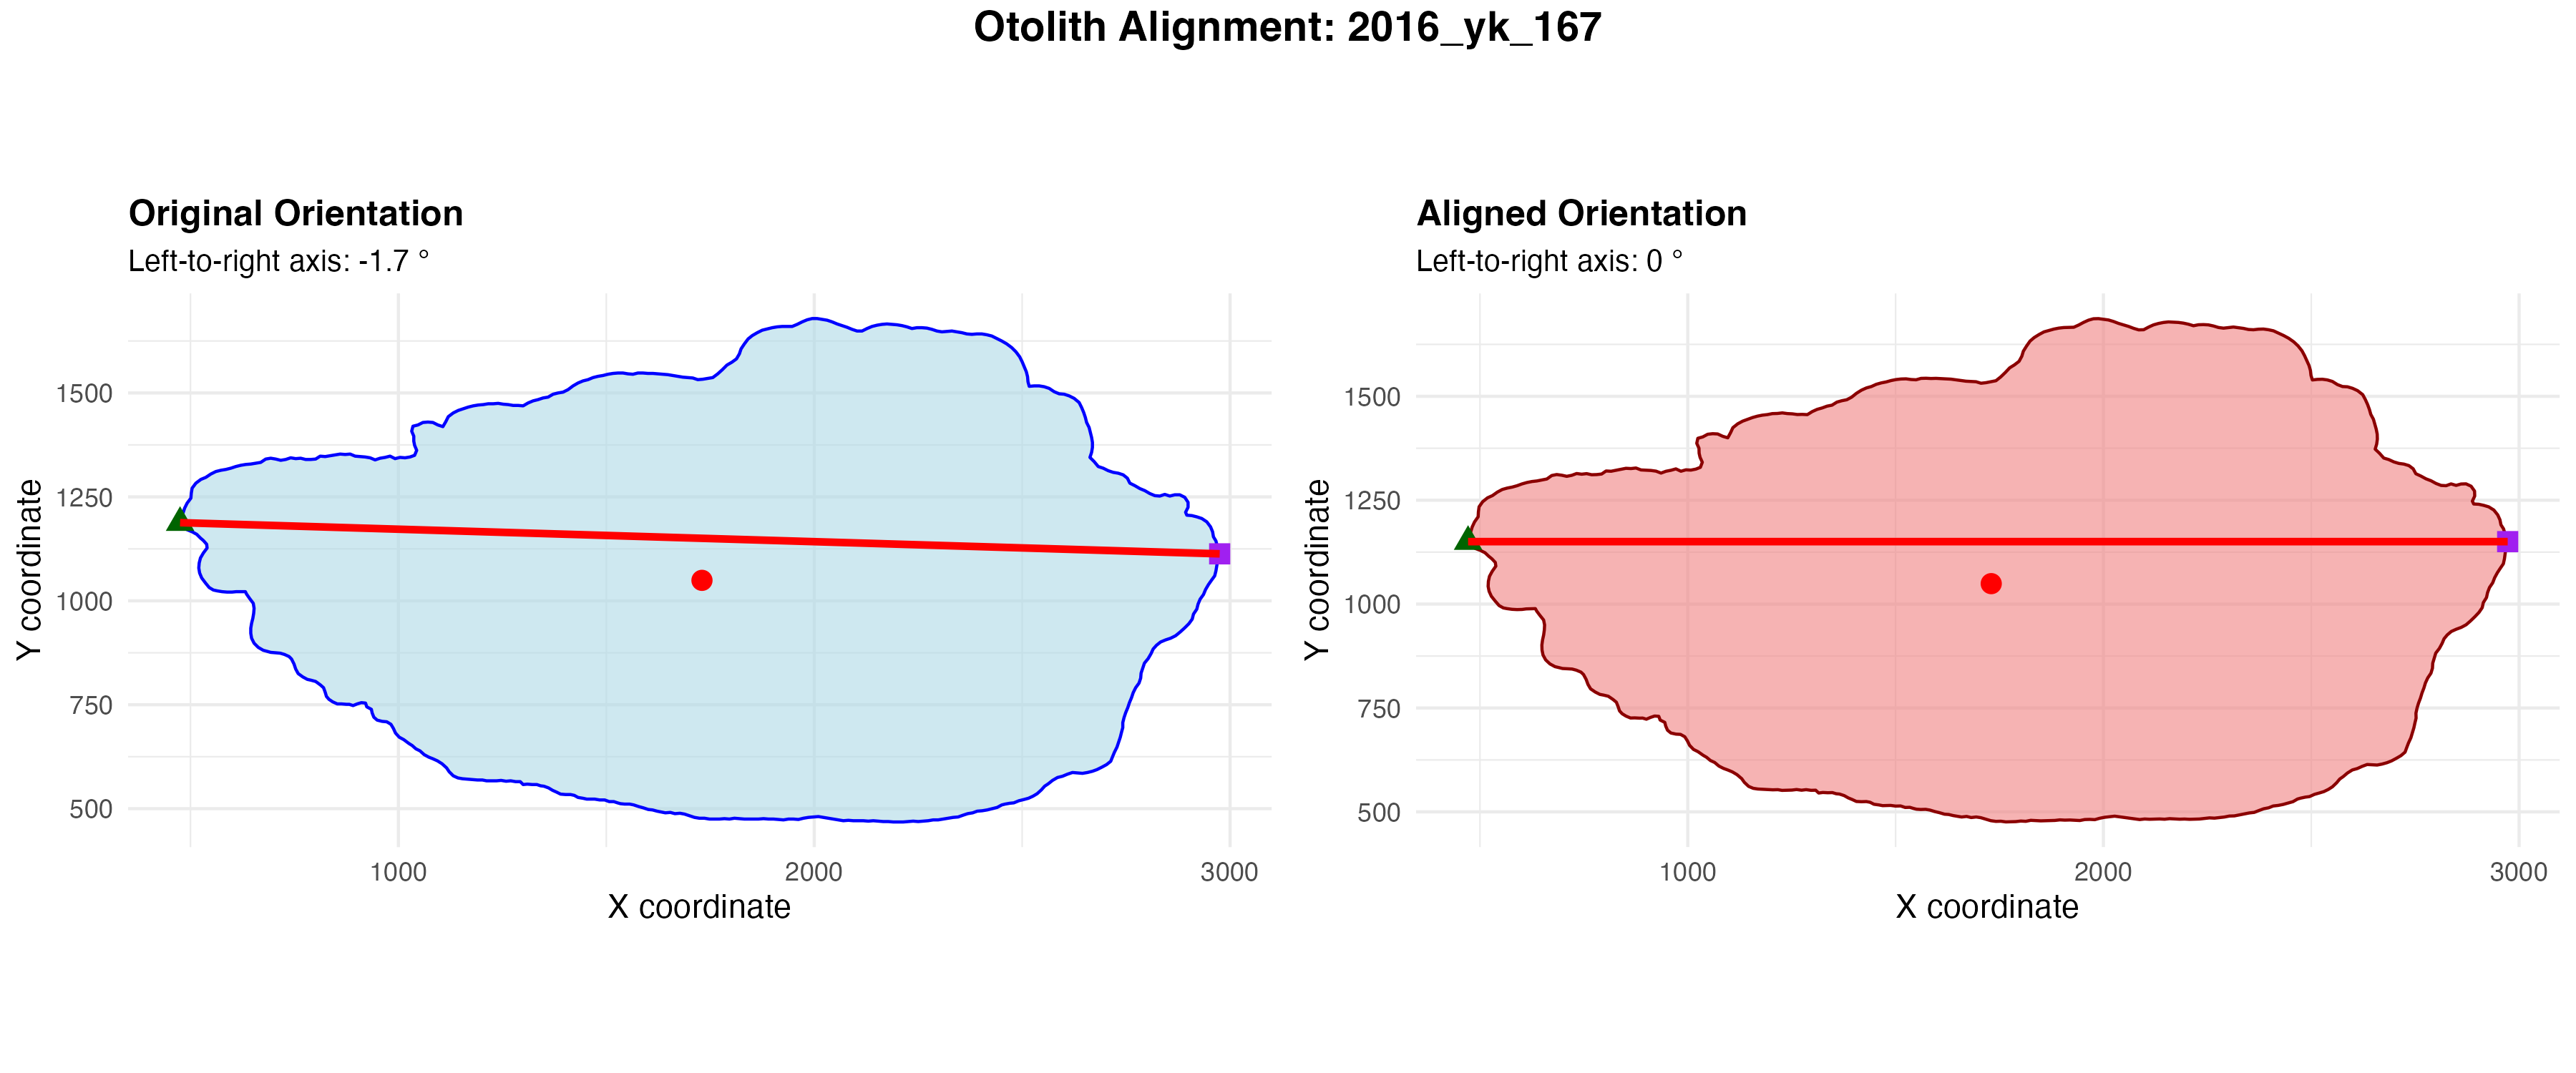 Otolith Alignment: 2016_yk_167
Original Orientation
Left-to-right axis: -1.7 °
Y coordinate
1500
1250
1000
750
500
1000 2000 3000
X coordinate
Aligned Orientation
Left-to-right axis: 0 °
Y coordinate
1500
1250
1000
750
500
1000 2000 3000
X coordinate